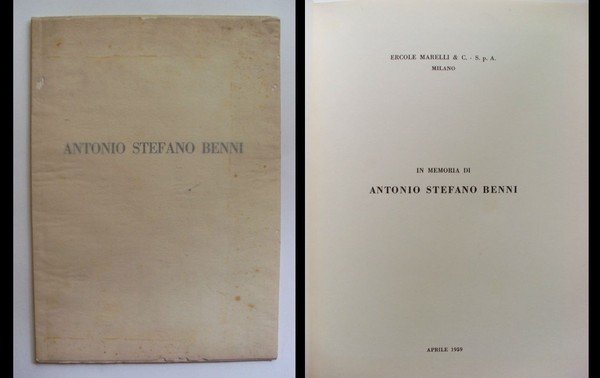 ANTONIO STEFANO BENNI
ERCOLE MARELLI & C. - S. p. A.
MILANO
IN MEMORIA DI
ANTONIO STEFANO BENNI
APRILE 1959